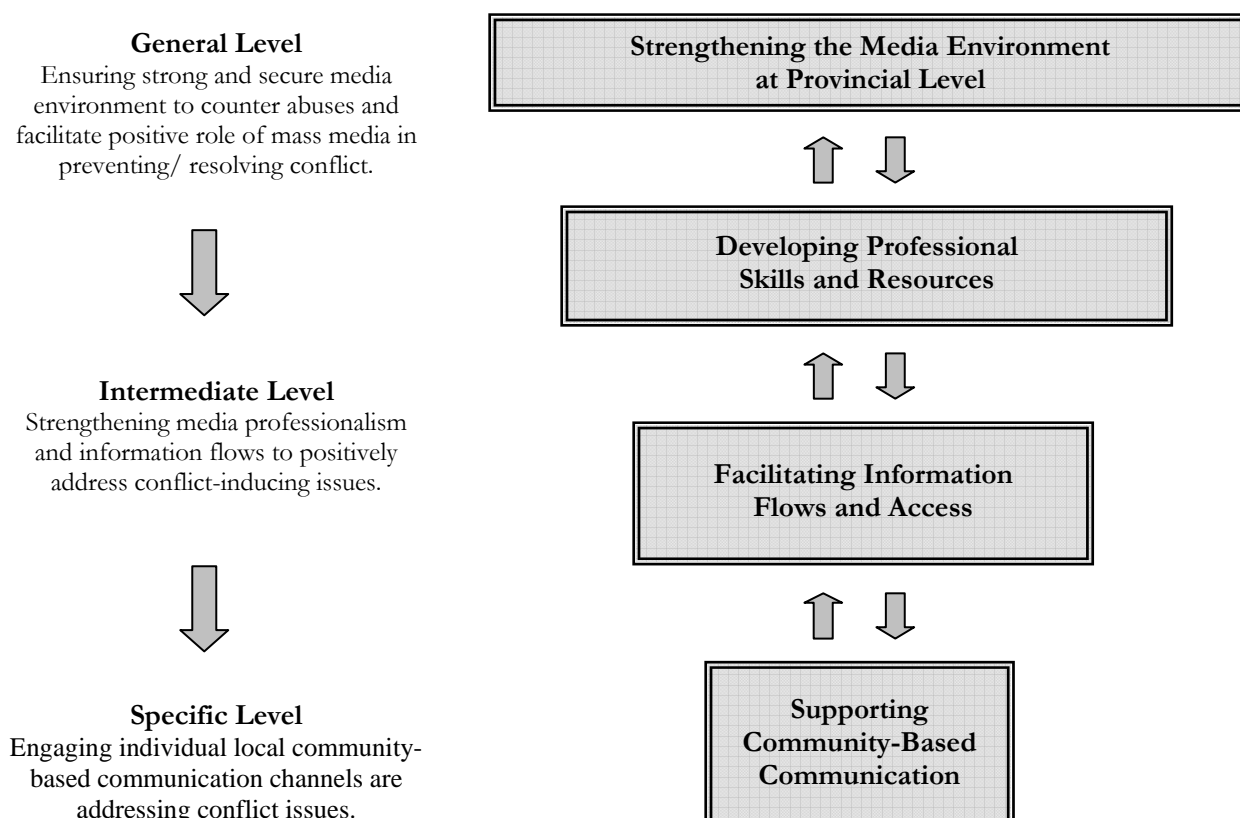 General Level
Ensuring strong and secure media
environment to counter abuses and
facilitate positive role of mass media in
preventing/ resolving conflict.
Strengthening the Media Environment
at Provincial Level
Developing Professional
Skills and Resources
Intermediate Level
Strengthening media professionalism
and information flows to positively
address conflict-inducing issues.
Facilitating Information
Flows and Access
Specific Level
Engaging individual local community-
based communication channels are
addressing conflict issues.
Supporting
Community-Based
Communication